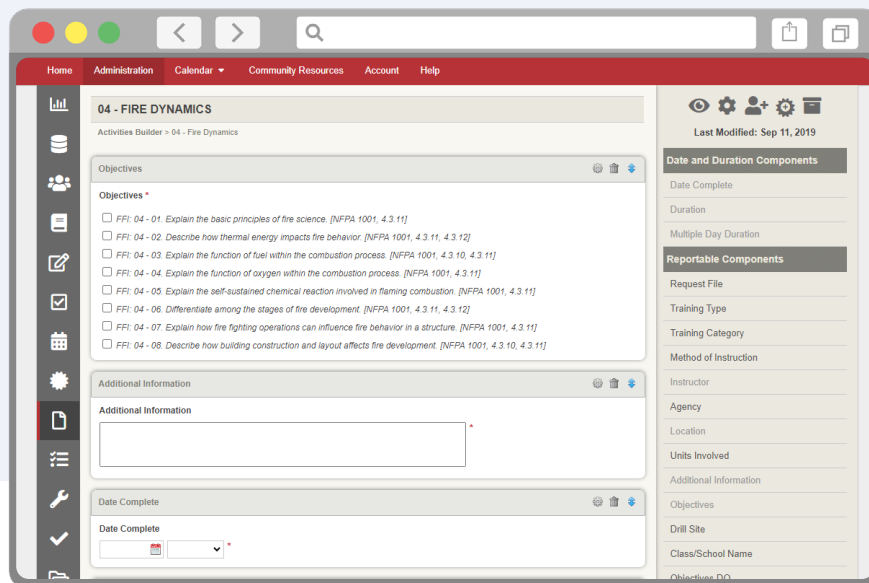 Home Administration Calendar Community Resources Account Help
04 - FIRE DYNAMICS
Activities Builder > 04 - Fire Dynamics
Objectives
Objectives *
FFI: 04 - 01. Explain the basic principles of fire science. [NFPA 1001, 4.3.11]
FFI: 04 - 02. Describe how thermal energy impacts fire behavior. [NFPA 1001, 4.3.11, 4.3.12]
FFI: 04 - 03. Explain the function of fuel within the combustion process. [NFPA 1001, 4.3.10, 4.3.11]
FFI: 04 - 04. Explain the function of oxygen within the combustion process. [NFPA 1001, 4.3.11]
FFI: 04 - 05. Explain the self-sustained chemical reaction involved in flaming combustion. [NFPA 1001, 4.3.11]
FFI: 04 - 06. Differentiate among the stages of fire development. [NFPA 1001, 4.3.11, 4.3.12]
FFI: 04 - 07. Explain how fire fighting operations can influence fire behavior in a structure. [NFPA 1001, 4.3.11]
FFI: 04 - 08. Describe how building construction and layout affects fire development. [NFPA 1001, 4.3.10, 4.3.11]
Additional Information
Additional Information
*
Date Complete
Date Complete
*
Last Modified: Sep 11, 2019
Date and Duration Components
Date Complete
Duration
Multiple Day Duration
Reportable Components
Request File
Training Type
Training Category
Method of Instruction
Instructor
Agency
Location
Units Involved
Additional Information
Objectives
Drill Site
Class/School Name
Objectives DO